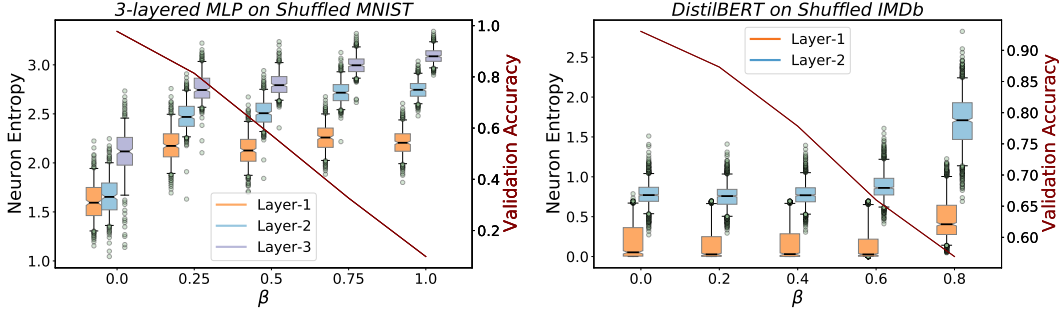 3-layered MLP on Shuffled MNIST
Neuron Entropy
3.0
2.5
2.0
1.5
1.0
1.0
0.8
0.6
0.4
0.2
Validation Accuracy
Layer-1
Layer-2
Layer-3
0.0 0.25 0.5 0.75 1.0
β
DistilBERT on Shuffled IMDb
Neuron Entropy
2.5
2.0
1.5
1.0
0.5
0.0
0.90
0.85
0.80
0.75
0.70
0.65
0.60
Validation Accuracy
Layer-1
Layer-2
0.0 0.2 0.4 0.6 0.8
β